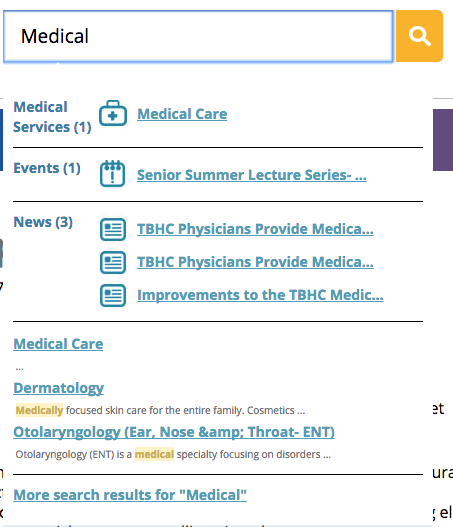 Medical
Medical
Services (1)
Medical Care
Events (1)
Senior Summer Lecture Series- ...
News (3)
TBHC Physicians Provide Medica...
TBHC Physicians Provide Medica...
Improvements to the TBHC Medic...
Medical Care
...
Dermatology
Medically focused skin care for the entire family. Cosmetics ...
Otolaryngology (Ear, Nose &amp; Throat- ENT)
Otolaryngology (ENT) is a medical specialty focusing on disorders ...
More search results for "Medical"